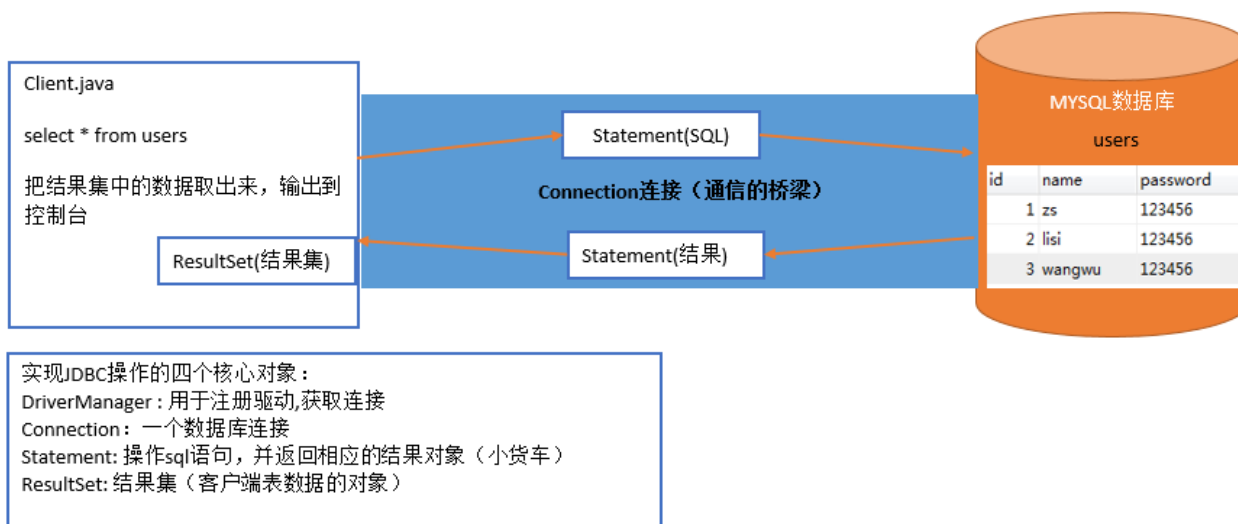 Client.java
select * from users
把结果集中的数据取出来，输出到
控制台
ResultSet(结果集)
Statement(SQL)
Connection连接（通信的桥梁）
Statement(结果)
MYSQL数据库
users
id name password
1 zs 123456
2 lisi 123456
3 wangwu 123456
实现JDBC操作的四个核心对象：
DriverManager : 用于注册驱动,获取连接
Connection：一个数据库连接
Statement: 操作sql语句，并返回相应的结果对象（小货车）
ResultSet: 结果集（客户端表数据的对象）